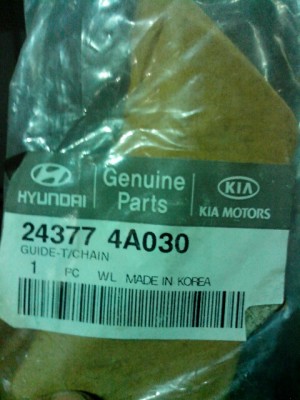 HYUNDAI
Genuine
Parts
KIA
KIA MOTORS
24377 4A030
GUIDE-T/CHAIN
1 PC WL MADE IN KOREA